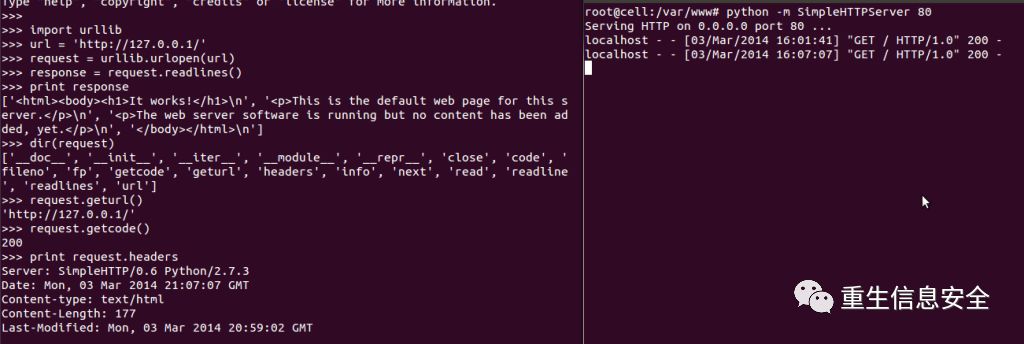 Type "help", "copyright", "credits" or "license" for more information.
>>>
>>> import urllib
>>> url = 'http://127.0.0.1/'
>>> request = urllib.urlopen(url)
>>> response = request.readlines()
>>> print response
['<html><body><h1>It works!</h1>\n', '<p>This is the default web page for this s
erver.</p>\n', '<p>The web server software is running but no content has been ad
ded, yet.</p>\n', '</body></html>\n']
>>> dir(request)
['__doc__', '__init__', '__iter__', '__module__', '__repr__', 'close', 'code', '
fileno', 'fp', 'getcode', 'geturl', 'headers', 'info', 'next', 'read', 'readline
', 'readlines', 'url']
>>> request.geturl()
'http://127.0.0.1/'
>>> request.getcode()
200
>>> print request.headers
Server: SimpleHTTP/0.6 Python/2.7.3
Date: Mon, 03 Mar 2014 21:07:07 GMT
Content-type: text/html
Content-Length: 177
Last-Modified: Mon, 03 Mar 2014 20:59:02 GMT
root@cell:/var/www# python -m SimpleHTTPServer 80
Serving HTTP on 0.0.0.0 port 80 ...
localhost - - [03/Mar/2014 16:01:41] "GET / HTTP/1.0" 200 -
localhost - - [03/Mar/2014 16:07:07] "GET / HTTP/1.0" 200 -
重生信息安全